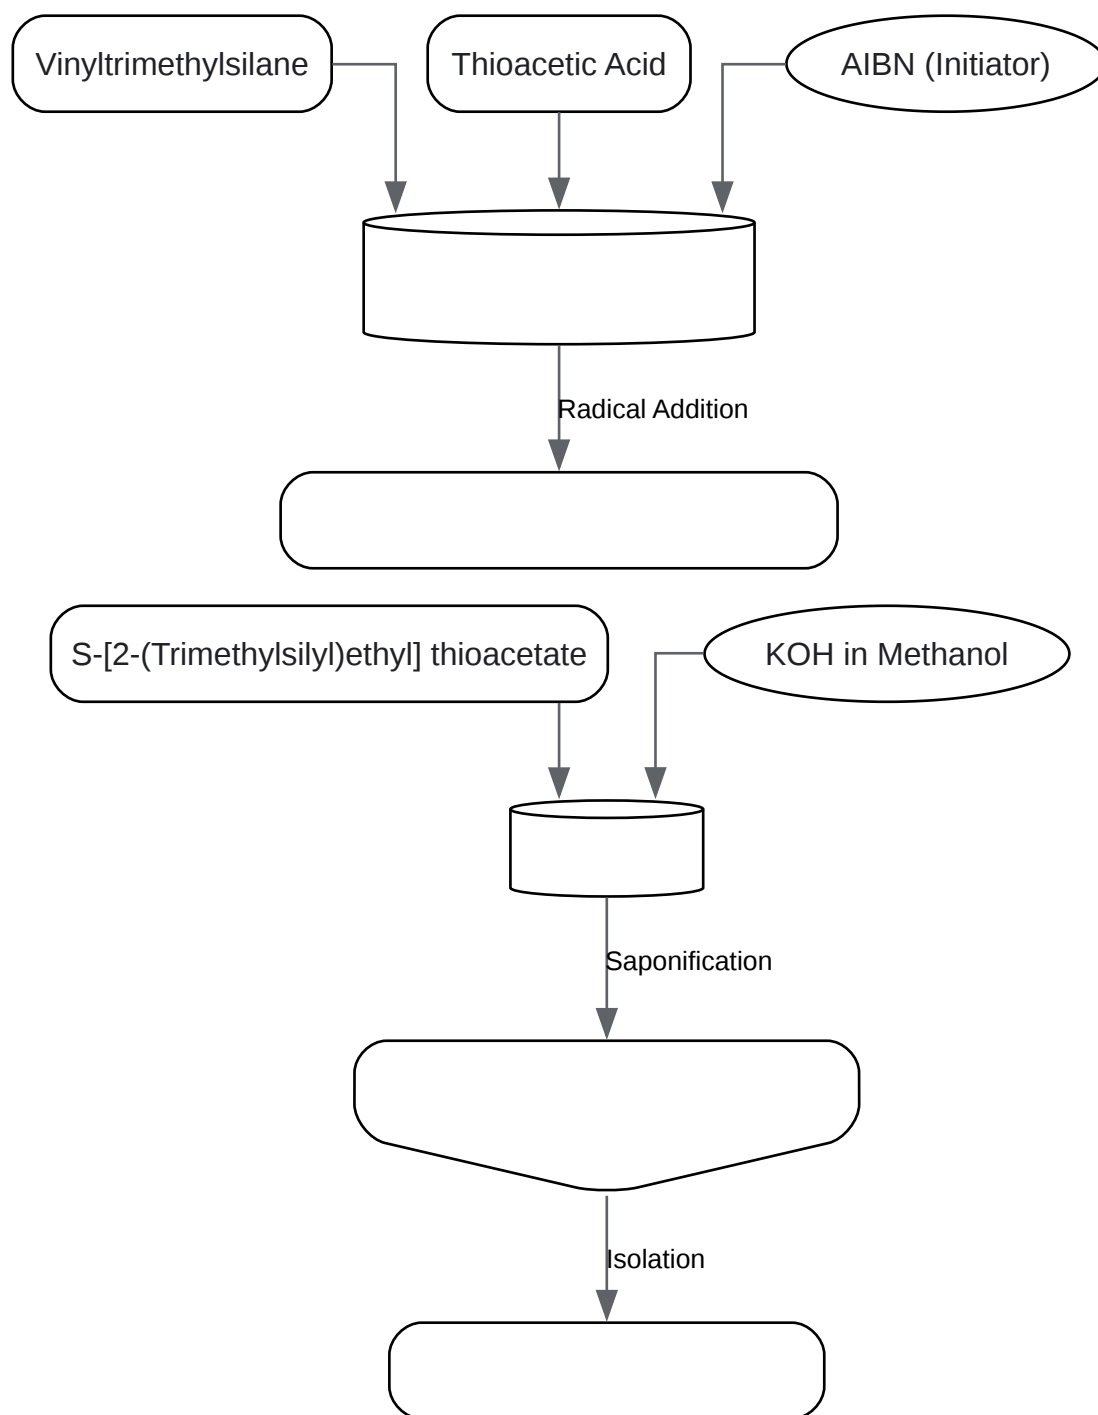 Vinyltrimethylsilane
Thioacetic Acid
AIBN (Initiator)
Radical Addition
S-[2-(Trimethylsilyl)ethyl] thioacetate
KOH in Methanol
Saponification
Isolation